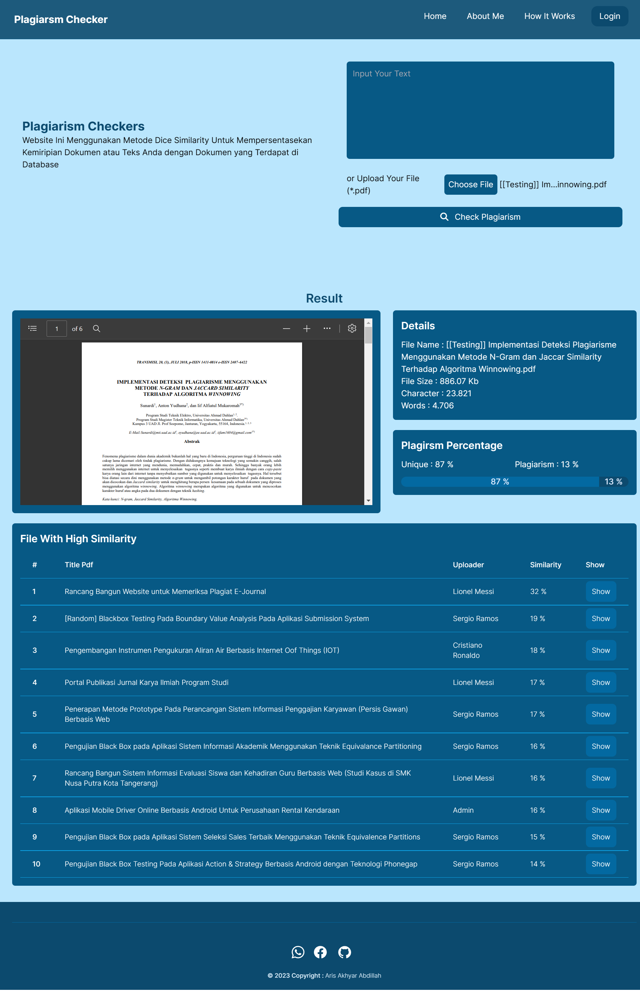 Plagiarsm Checker
Home
About Me
How It Works
Login
Input Your Text
Plagiarism Checkers
Website Ini Menggunakan Metode Dice Similarity Untuk Mempersentasekan
Kemiripian Dokumen atau Teks Anda dengan Dokumen yang Terdapat di
Database
or Upload Your File
(*.pdf)
Choose File [[Testing]] Im...innowing.pdf
Check Plagiarism
Result
1 of 6
TRANSMISI, 20, (3), JULI 2018, p-ISSN 1411-0814 e-ISSN 2407–6422
IMPLEMENTASI DETEKSI PLAGIARISME MENGGUNAKAN
METODE N-GRAM DAN JACCARD SIMILARITY
TERHADAP ALGORITMA WINNOWING
Sunardi1, Anton Yudhana2, dan Iif Alfiatul Mukaromah3*)
Program Studi Teknik Elektro, Universitas Ahmad Dahlan1, 2.
Program Studi Magister Teknik Informatika, Universitas Ahmad Dahlan3*)
Kampus 3 UAD Jl. Prof Soepomo, Janturan, Yogyakarta, 55164, Indonesia.1, 2, 3
E-Mail:Sunardi@mti.uad.ac.id1, eyudhana@ee.uad.ac.id2, iifam1604@gmail.com3*)
Abstrak
Fenomena plagiarisme dalam dunia akademik bukanlah hal yang baru di Indonesia, perguruan tinggi di Indonesia sudah
cukup lama dicemari oleh tindak plagiarisme. Dengan didukungnya kemajuan teknologi yang semakin canggih, salah
satunya jaringan internet yang mendunia, memudahkan, cepat, praktis dan murah. Sehingga banyak orang lebih
memilih menggunakan internet untuk menyelesaikan tugasnya seperti membuat karya ilmiah dengan cara copy-paste
karya orang lain dari internet tanpa menyebutkan sumber yang digunakan untuk menyelesaikan tugasnya. Hal tersebut
bisa diatasi secara dini menggunakan metode n-gram untuk mengambil potongan karakter huruf pada dokumen yang
akan dicocokan dan Jaccard similarity untuk menghitung berapa persen kesamaan pada sebuah dokumen yang diproses
menggunakan algoritma winnowing. Algoritma winnowing merupakan algoritma yang digunakan untuk mencocokan
karakter huruf atau angka pada dua dokumen dengan teknik hashing.
Kata kunci: N-gram, Jaccard Similarity, Algoritma Winnowing.
Details
File Name : [[Testing]] Implementasi Deteksi Plagiarisme
Menggunakan Metode N-Gram dan Jaccar Similarity
Terhadap Algoritma Winnowing.pdf
File Size : 886.07 Kb
Character : 23.821
Words : 4.706
Plagirsm Percentage
Unique : 87 % Plagiarism : 13 %
87 % 13 %
File With High Similarity
# Title Pdf Uploader Similarity Show
1 Rancang Bangun Website untuk Memeriksa Plagiat E-Journal Lionel Messi 32 % Show
2 [Random] Blackbox Testing Pada Boundary Value Analysis Pada Aplikasi Submission System Sergio Ramos 19 % Show
3 Pengembangan Instrumen Pengukuran Aliran Air Berbasis Internet Oof Things (IOT) Cristiano
Ronaldo 18 % Show
4 Portal Publikasi Jurnal Karya Ilmiah Program Studi Lionel Messi 17 % Show
5 Penerapan Metode Prototype Pada Perancangan Sistem Informasi Penggajian Karyawan (Persis Gawan)
Berbasis Web Sergio Ramos 17 % Show
6 Pengujian Black Box pada Aplikasi Sistem Informasi Akademik Menggunakan Teknik Equivalance Partitioning Sergio Ramos 16 % Show
7 Rancang Bangun Sistem Informasi Evaluasi Siswa dan Kehadiran Guru Berbasis Web (Studi Kasus di SMK
Nusa Putra Kota Tangerang) Lionel Messi 16 % Show
8 Aplikasi Mobile Driver Online Berbasis Android Untuk Perusahaan Rental Kendaraan Admin 16 % Show
9 Pengujian Black Box pada Aplikasi Sistem Seleksi Sales Terbaik Menggunakan Teknik Equivalence Partitions Sergio Ramos 15 % Show
10 Pengujian Black Box Testing Pada Aplikasi Action & Strategy Berbasis Android dengan Teknologi Phonegap Sergio Ramos 14 % Show
© 2023 Copyright : Aris Akhyar Abdillah